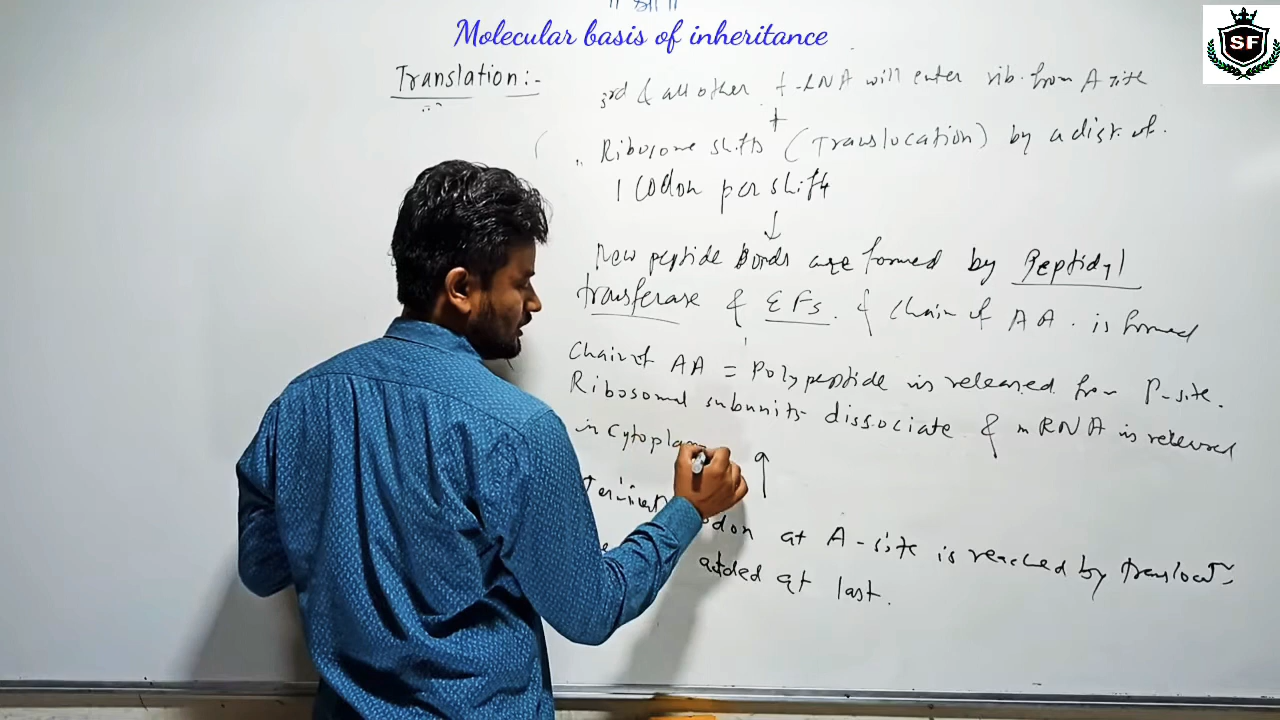 Molecular basis of inheritance
SF
Translation:-
3rd & all other t-RNA will enter rib. from A site
Ribosome shifts (Translocation) by a dist. of
1 Codon per shift
New peptide bonds are formed by Peptidyl
transferase & EFs. & Chain of AA. is formed
Chain of AA = Polypeptide is released from P-site.
Ribosomal subunits dissociate & mRNA is released
in Cytoplasm
codon at A-site is reached by
added at last.